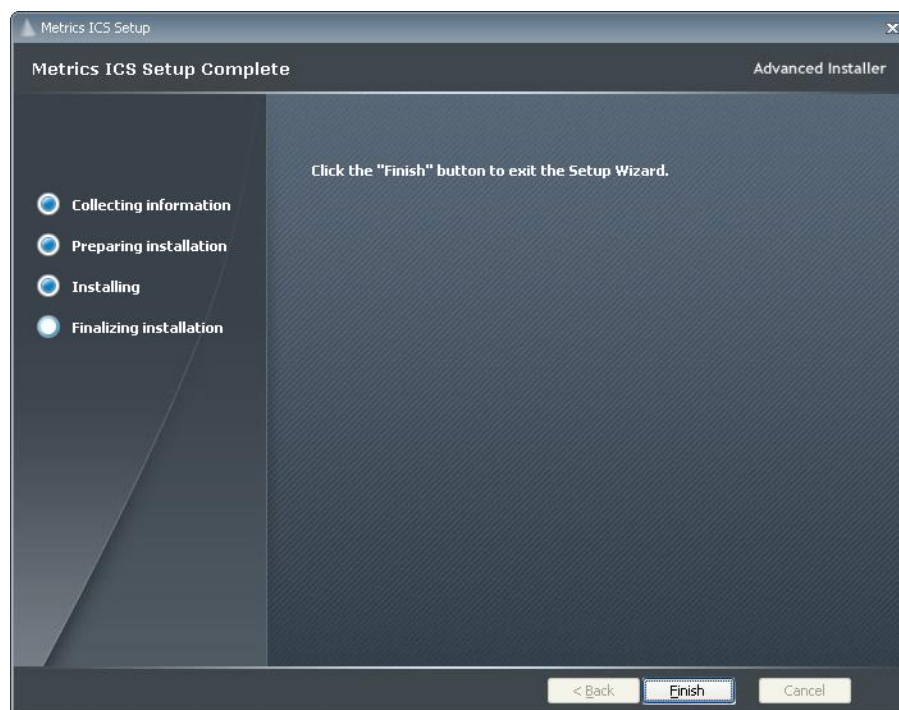 Metrics ICS Setup
Metrics ICS Setup Complete
Advanced Installer
Click the "Finish" button to exit the Setup Wizard.
Collecting information
Preparing installation
Installing
Finalizing installation
< Back
Finish
Cancel